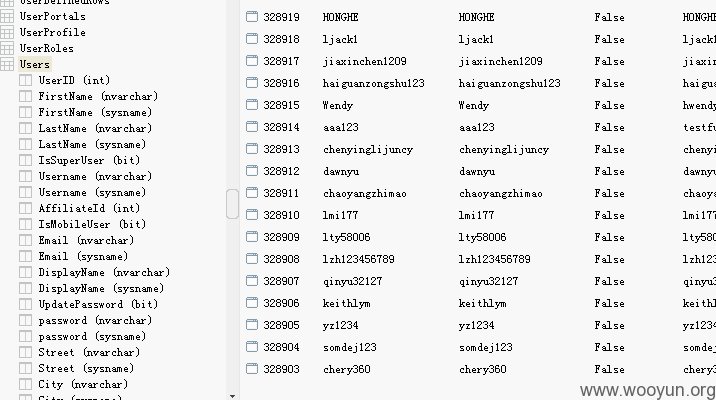 UserDefinedRows
UserPortals
UserProfile
UserRoles
Users
UserID (int)
FirstName (nvarchar)
FirstName (sysname)
LastName (nvarchar)
LastName (sysname)
IsSuperUser (bit)
Username (nvarchar)
Username (sysname)
AffiliateId (int)
IsMobileUser (bit)
Email (nvarchar)
Email (sysname)
DisplayName (nvarchar)
DisplayName (sysname)
UpdatePassword (bit)
password (nvarchar)
password (sysname)
Street (nvarchar)
Street (sysname)
City (nvarchar)
City (sysname)
328919 HONGHE HONGHE False HONGHE
328918 ljack1 ljack1 False ljack1
328917 jiaxinchen1209 jiaxinchen1209 False jiaxin
328916 haiguanzongshu123 haiguanzongshu123 False haigua
328915 Wendy Wendy False hwendy
328914 aaa123 aaa123 False testfu
328913 chenyinglijuncy chenyinglijuncy False chenyi
328912 dawnyu dawnyu False dawnyu
328911 chaoyangzhimao chaoyangzhimao False chaoya
328910 lmi177 lmi177 False lmi177
328909 lty58006 lty58006 False lty580
328908 lzh123456789 lzh123456789 False lzh123
328907 qinyu32127 qinyu32127 False qinyu3
328906 keithlym keithlym False keithl
328905 yz1234 yz1234 False yz1234
328904 somdej123 somdej123 False somdej
328903 chery360 chery360 False chery3
www.wooyun.org